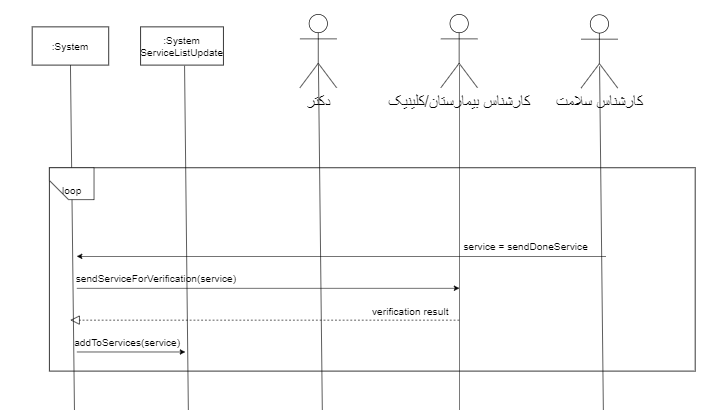 :System
:System
ServiceListUpdate
دکتر
کارشناس بیمارستان/کلینیک
کارشناس سلامت
loop
service = sendDoneService
sendServiceForVerification(service)
verification result
addToServices(service)